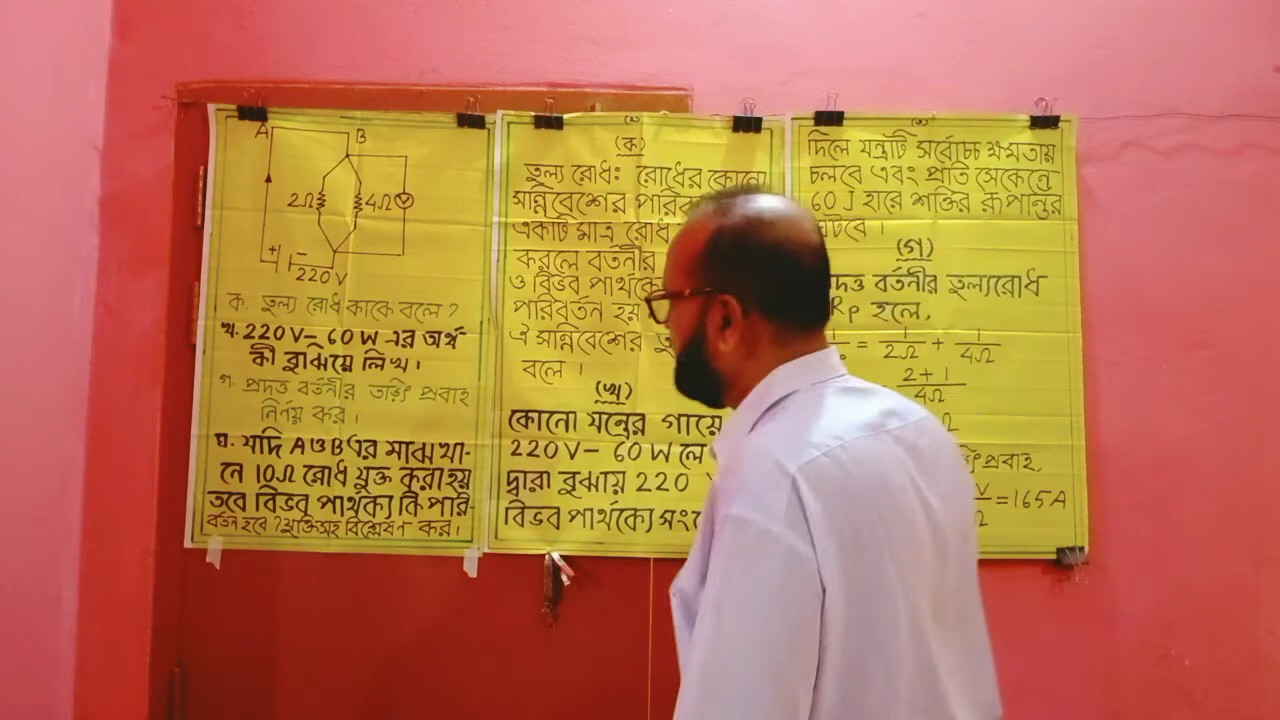 A B
2Ω 4Ω V
+ -
220V
ক. তুল্য রোধ কাকে বলে?
খ. 220V- 60W এর অর্থ
কী বুঝিয়ে লিখ।
গ. প্রদত্ত বর্তনীর তড়িৎ প্রবাহ
নির্ণয় কর।
ঘ. যদি A ও B এর মাঝখা-
নে 10Ω রোধ যুক্ত করা হয়
তবে বিভব পার্থক্যে কি পরি-
বর্তন হবে? যুক্তিসহ বিশ্লেষণ কর।
(ক)
তুল্য রোধঃ রোধের কোনো
সন্নিবেশের পরিব
একটি মাত্র রোধ
করলে বর্তনীর
ও বিভব পার্থক্যে
পরিবর্তন হয়
ঐ সন্নিবেশের তু
বলে।
(খ)
কোনো যন্ত্রের গায়ে
220V- 60W লে
দ্বারা বুঝায় 220
বিভব পার্থক্যে সং
দিলে যন্ত্রটি সর্বোচ্চ ক্ষমতায়
চলবে এবং প্রতি সেকেন্ডে
60J হারে শক্তির রূপান্তর
ঘটবে।
(গ)
দত্ত বর্তনীর তুল্যরোধ
Rp হলে,
= 1/2Ω + 1/4Ω
2+1/4Ω
Ω
প্রবাহ,
V/Ω = 165A